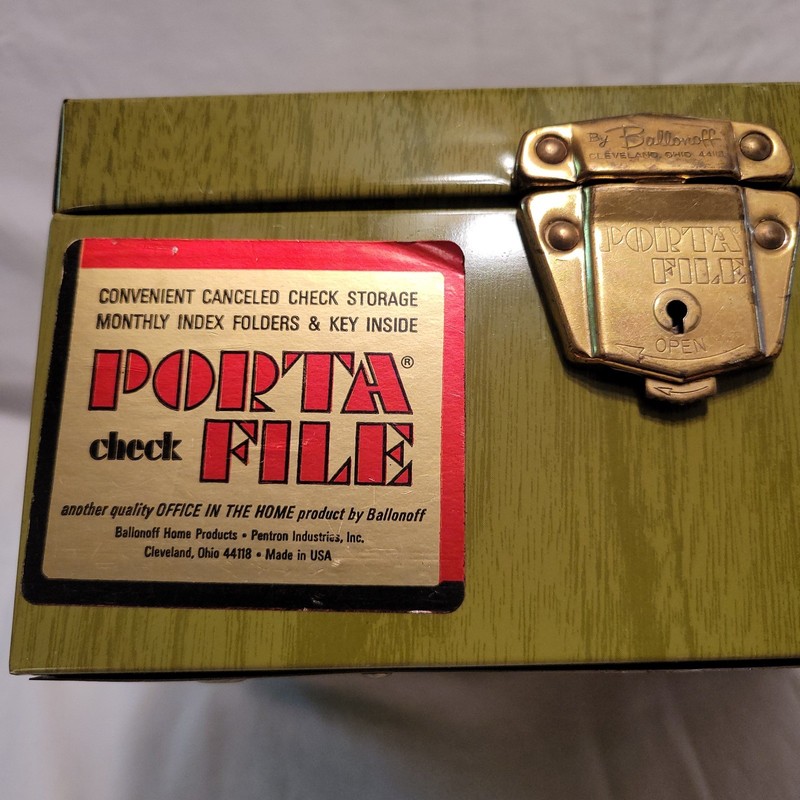 CONVENIENT CANCELED CHECK STORAGE
MONTHLY INDEX FOLDERS & KEY INSIDE
PORTA®
check FILE
another quality OFFICE IN THE HOME product by Ballonoff
Ballonoff Home Products • Pentron Industries, Inc.
Cleveland, Ohio 44118 • Made in USA
By Ballonoff
CLEVELAND, OHIO
PORTA
FILE
OPEN